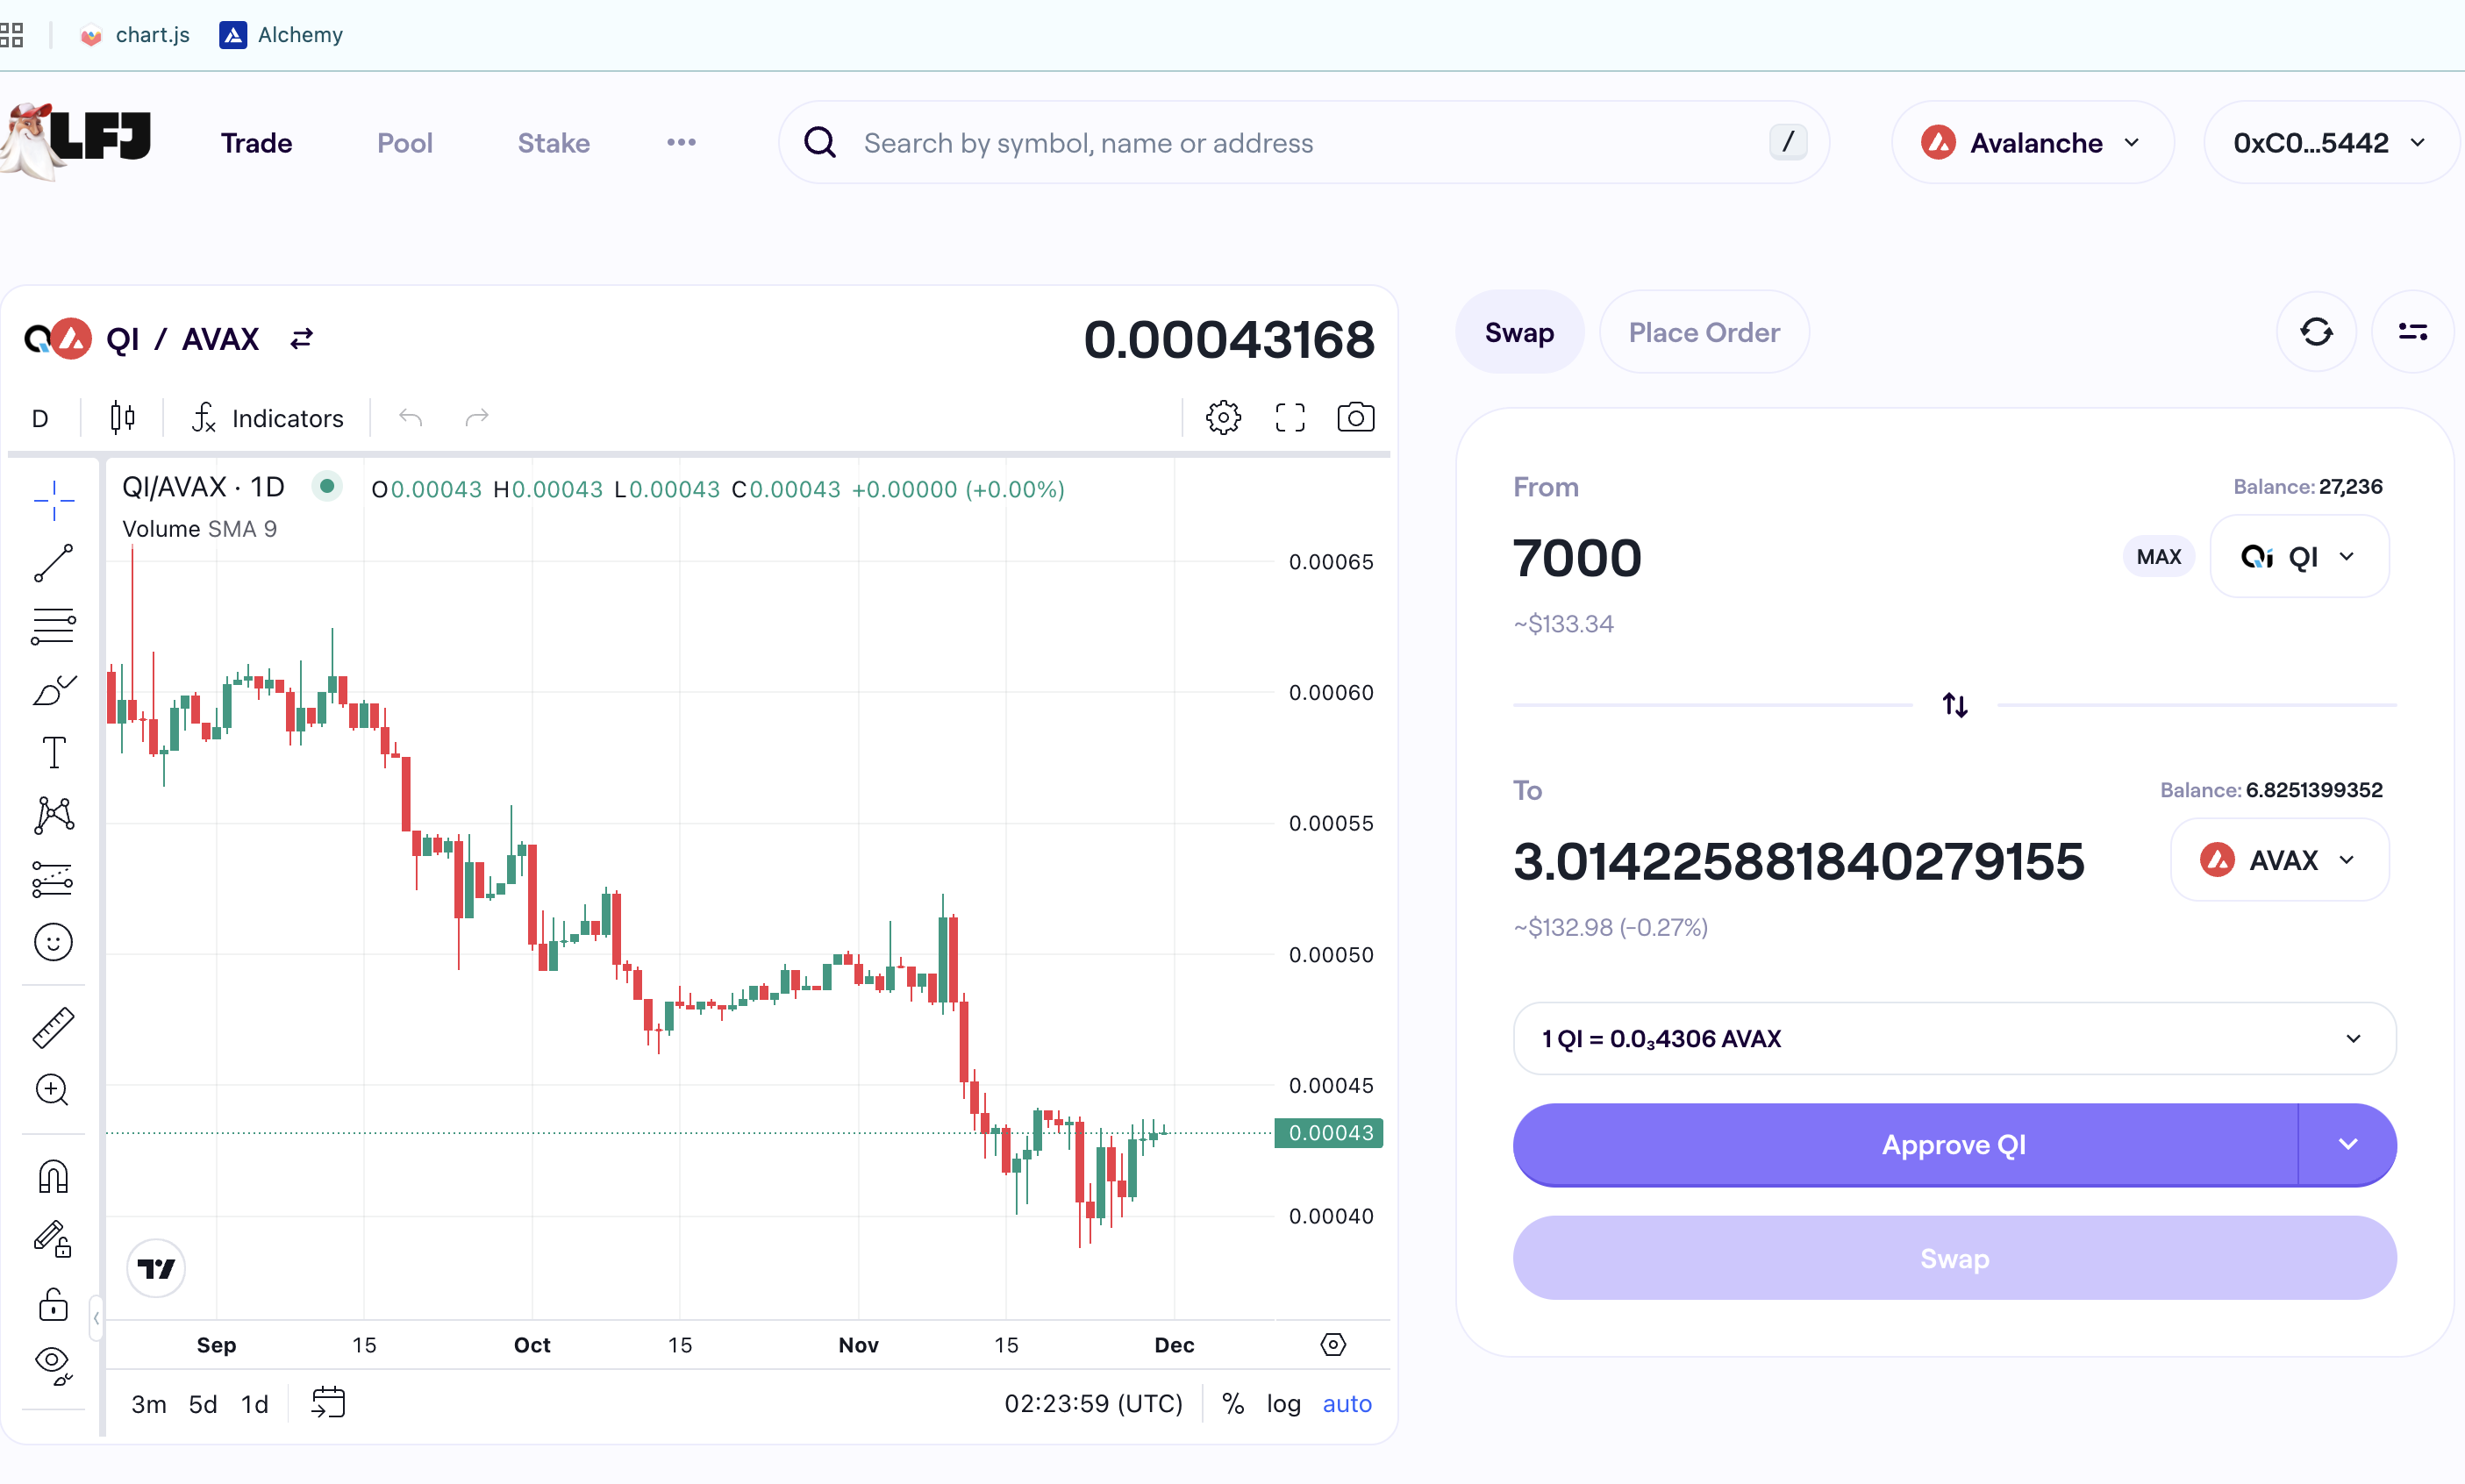 chart.js Alchemy
LFJ Trade Pool Stake ••• Search by symbol, name or address / Avalanche 0xC0...5442
QI / AVAX 0.00043168
D Indicators
QI/AVAX · 1D O0.00043 H0.00043 L0.00043 C0.00043 +0.00000 (+0.00%)
Volume SMA 9
0.00065
0.00060
0.00055
0.00050
0.00045
0.00043
0.00040
Sep 15 Oct 15 Nov 15 Dec
3m 5d 1d 02:23:59 (UTC) % log auto
Swap Place Order
From Balance: 27,236
7000 MAX Qi QI
~$133.34
To Balance: 6.8251399352
3.014225881840279155 AVAX
~$132.98 (-0.27%)
1 QI = 0.0₃4306 AVAX
Approve QI
Swap